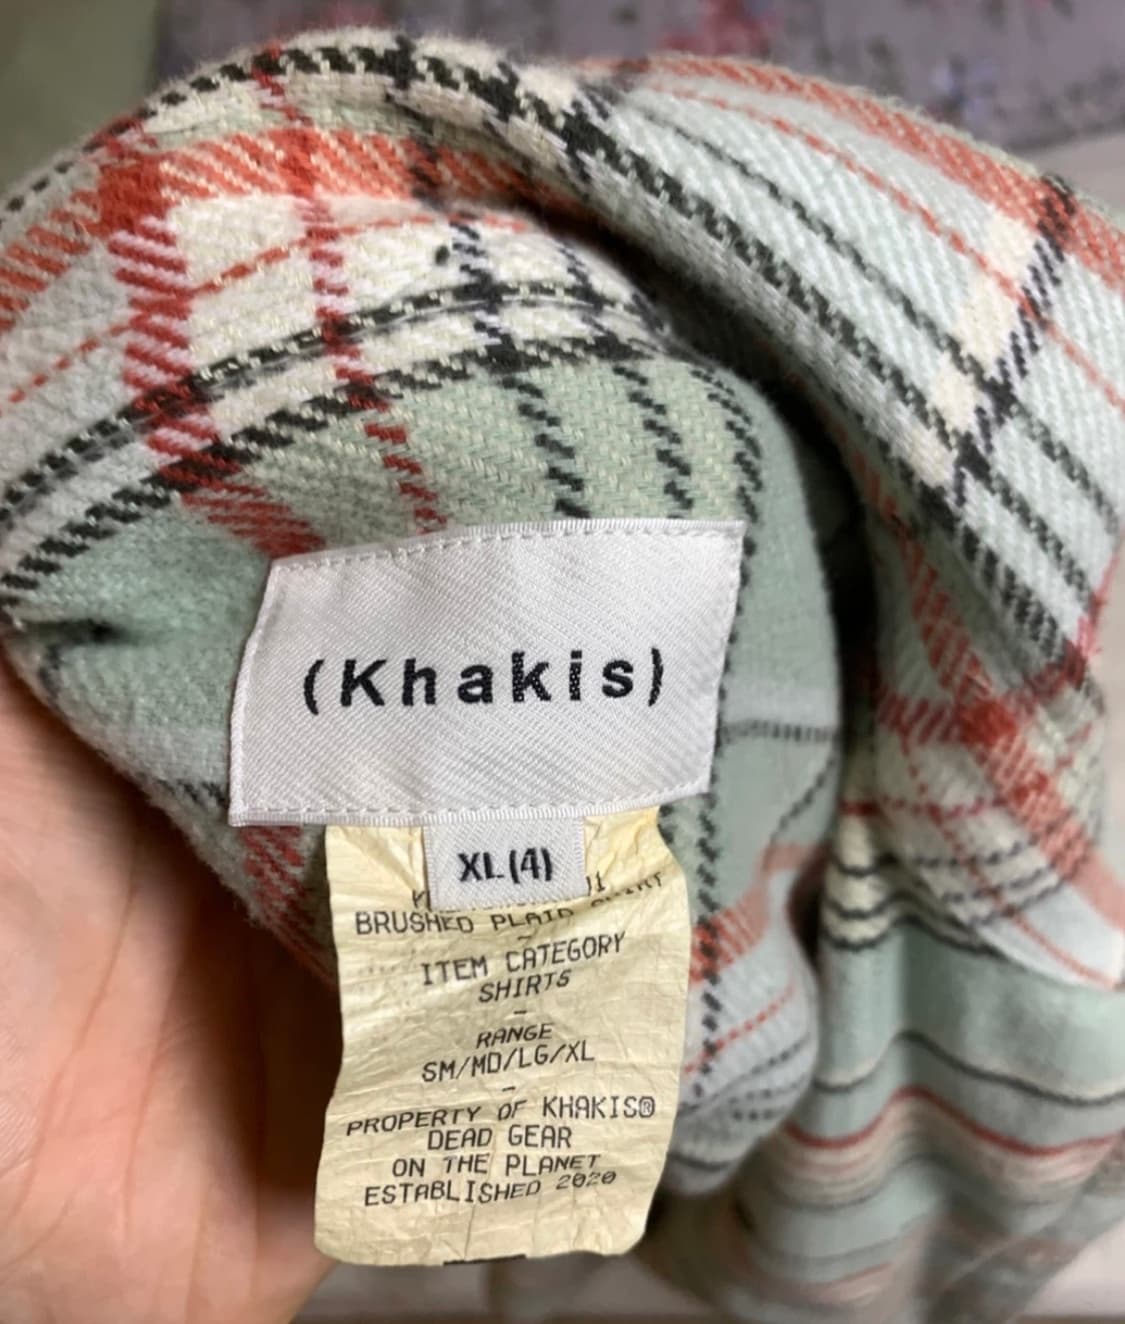 (Khakis)
XL(4)
BRUSHED PLAID SHIRT
-
ITEM CATEGORY
SHIRTS
-
RANGE
SM/MD/LG/XL
-
PROPERTY OF KHAKIS®
DEAD GEAR
ON THE PLANET
ESTABLISHED 2020